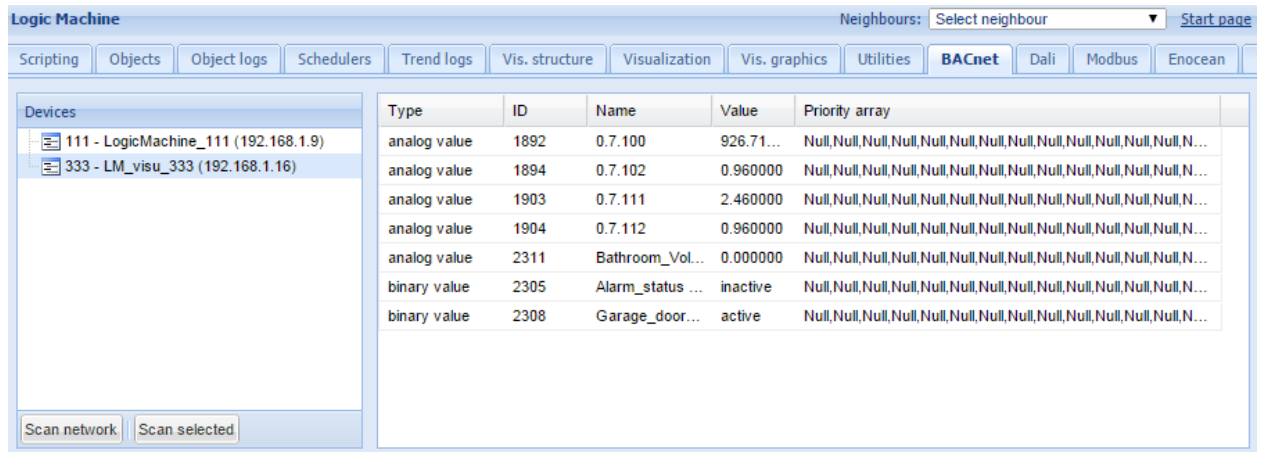 Logic Machine Neighbours: Select neighbour Start page
Scripting Objects Object logs Schedulers Trend logs Vis. structure Visualization Vis. graphics Utilities BACnet Dali Modbus Enocean
Devices
111 - LogicMachine_111 (192.168.1.9)
333 - LM_visu_333 (192.168.1.16)
Type ID Name Value Priority array
analog value 1892 0.7.100 926.71... Null,Null,Null,Null,Null,Null,Null,Null,Null,Null,Null,Null,N...
analog value 1894 0.7.102 0.960000 Null,Null,Null,Null,Null,Null,Null,Null,Null,Null,Null,Null,N...
analog value 1903 0.7.111 2.460000 Null,Null,Null,Null,Null,Null,Null,Null,Null,Null,Null,Null,N...
analog value 1904 0.7.112 0.960000 Null,Null,Null,Null,Null,Null,Null,Null,Null,Null,Null,Null,N...
analog value 2311 Bathroom_Vol... 0.000000 Null,Null,Null,Null,Null,Null,Null,Null,Null,Null,Null,Null,N...
binary value 2305 Alarm_status ... inactive Null,Null,Null,Null,Null,Null,Null,Null,Null,Null,Null,Null,N...
binary value 2308 Garage_door... active Null,Null,Null,Null,Null,Null,Null,Null,Null,Null,Null,Null,N...
Scan network Scan selected